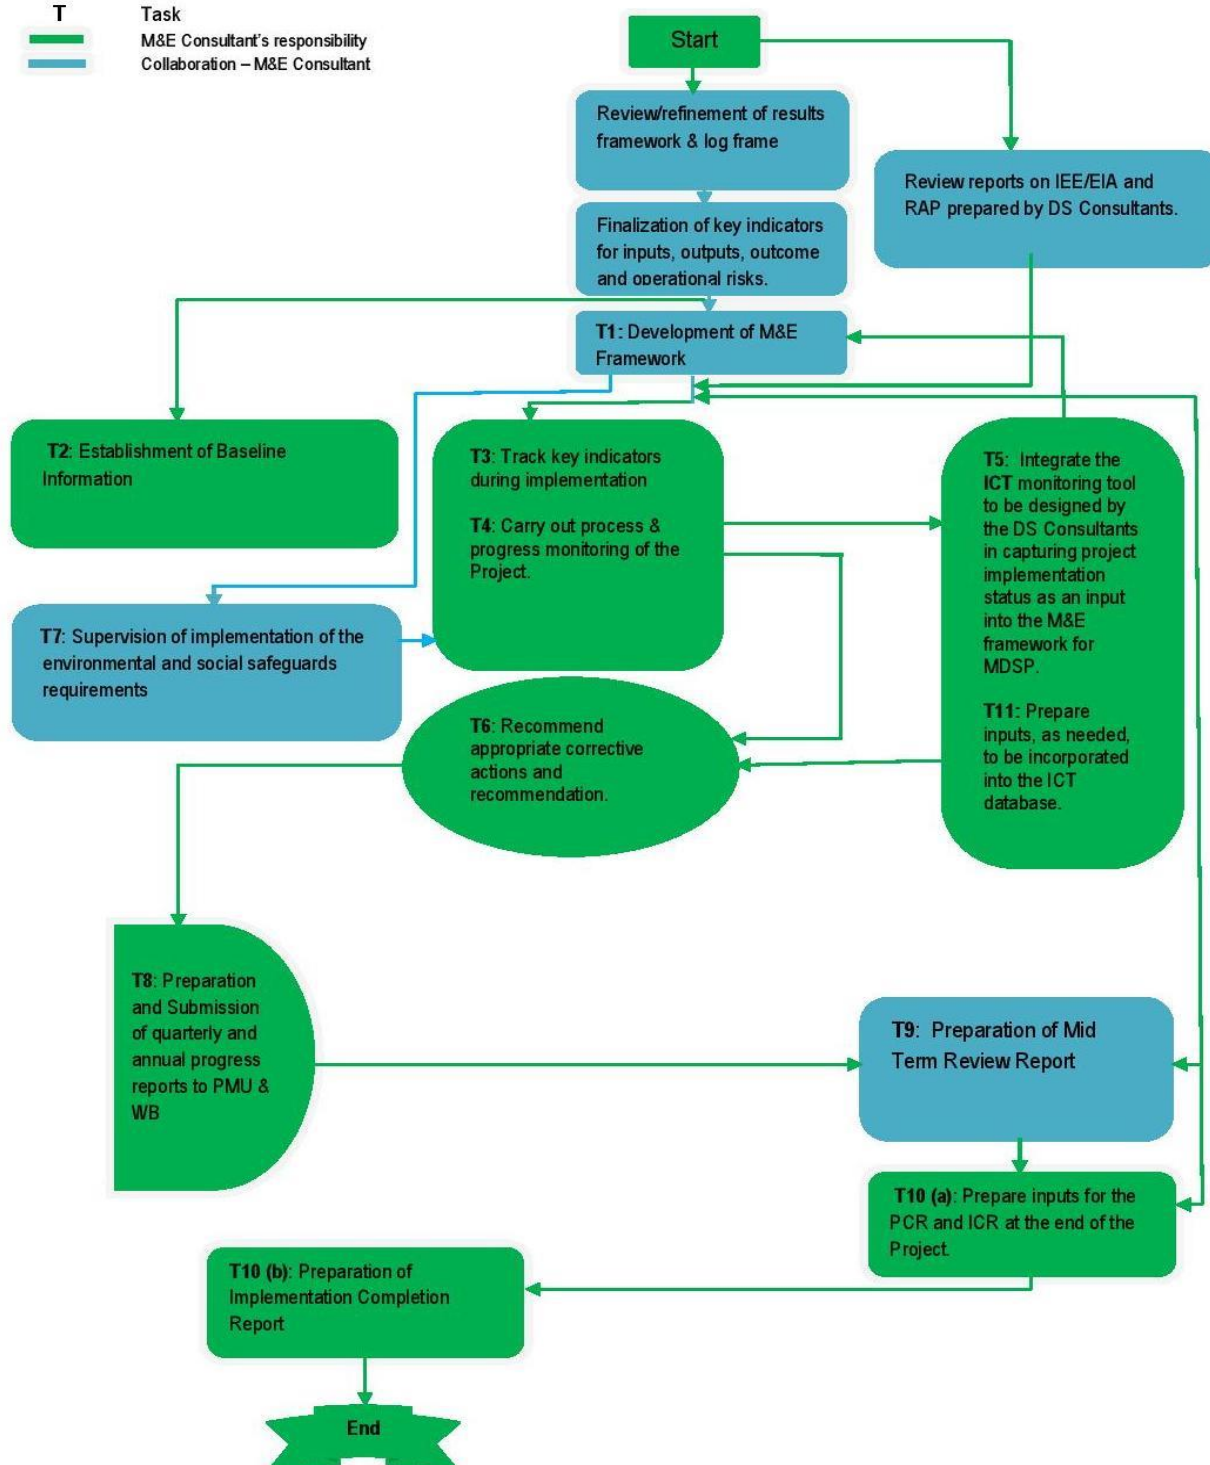 T Task
M&E Consultant's responsibility
Collaboration – M&E Consultant
Start
Review/refinement of results
framework & log frame
Review reports on IEE/EIA and
RAP prepared by DS Consultants.
Finalization of key indicators
for inputs, outputs, outcome
and operational risks.
T1: Development of M&E
Framework
T2: Establishment of Baseline
Information
T3: Track key indicators
during implementation
T4: Carry out process &
progress monitoring of the
Project.
T5: Integrate the
ICT monitoring tool
to be designed by
the DS Consultants
in capturing project
implementation
status as an input
into the M&E
framework for
MDSP.
T11: Prepare
inputs, as needed,
to be incorporated
into the ICT
database.
T7: Supervision of implementation of the
environmental and social safeguards
requirements
T6: Recommend
appropriate corrective
actions and
recommendation.
T8: Preparation
and Submission
of quarterly and
annual progress
reports to PMU &
WB
T9: Preparation of Mid
Term Review Report
T10 (a): Prepare inputs for the
PCR and ICR at the end of the
Project.
T10 (b): Preparation of
Implementation Completion
Report
End